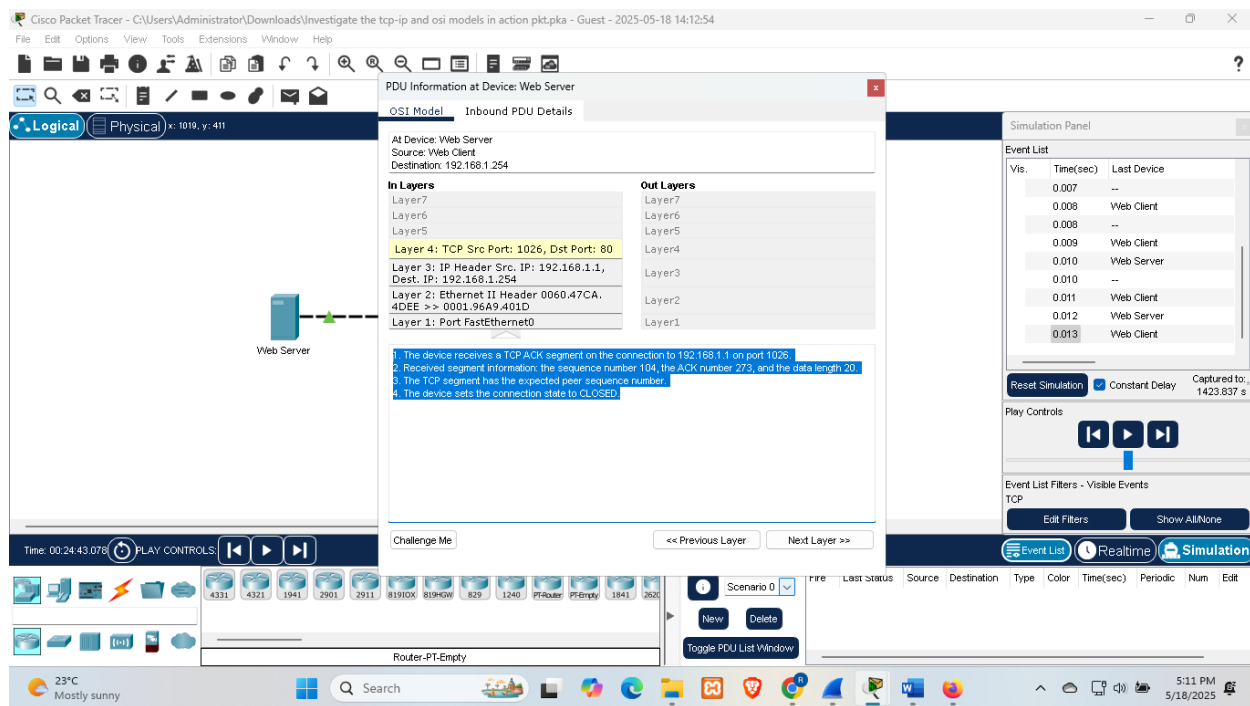 Cisco Packet Tracer - C:\Users\Administrator\Downloads\Investigate the tcp-ip and osi models in action pkt.pka - Guest - 2025-05-18 14:12:54
File Edit Options View Tools Extensions Window Help
?
Logical Physical x: 1019, y: 411
PDU Information at Device: Web Server
x
OSI Model Inbound PDU Details
At Device: Web Server
Source: Web Client
Destination: 192.168.1.254
In Layers Out Layers
Layer7 Layer7
Layer6 Layer6
Layer5 Layer5
Layer 4: TCP Src Port: 1026, Dst Port: 80 Layer4
Layer 3: IP Header Src. IP: 192.168.1.1, Dest. IP: 192.168.1.254 Layer3
Layer 2: Ethernet II Header 0060.47CA.4DEE >> 0001.96A9.401D Layer2
Layer 1: Port FastEthernet0 Layer1
1. The device receives a TCP ACK segment on the connection to 192.168.1.1 on port 1026.
2. Received segment information: the sequence number 104, the ACK number 273, and the data length 20.
3. The TCP segment has the expected peer sequence number.
4. The device sets the connection state to CLOSED.
Challenge Me << Previous Layer Next Layer >>
Web Server
Simulation Panel
Event List
Vis. Time(sec) Last Device
0.007 --
0.008 Web Client
0.008 --
0.009 Web Client
0.010 Web Server
0.010 --
0.011 Web Client
0.012 Web Server
0.013 Web Client
Reset Simulation Constant Delay Captured to:
1423.837 s
Play Controls
Event List Filters - Visible Events
TCP
Edit Filters Show All/None
Time: 00:24:43.078 PLAY CONTROLS:
Event List Realtime Simulation
4331 4321 1941 2901 2911 819IOX 819HGW 829 1240 PT-Router PT-Empty 1841 262
Router-PT-Empty
Scenario 0
New Delete
Toggle PDU List Window
Fire Last Status Source Destination Type Color Time(sec) Periodic Num Edit
23°C
Mostly sunny
Search
5:11 PM
5/18/2025